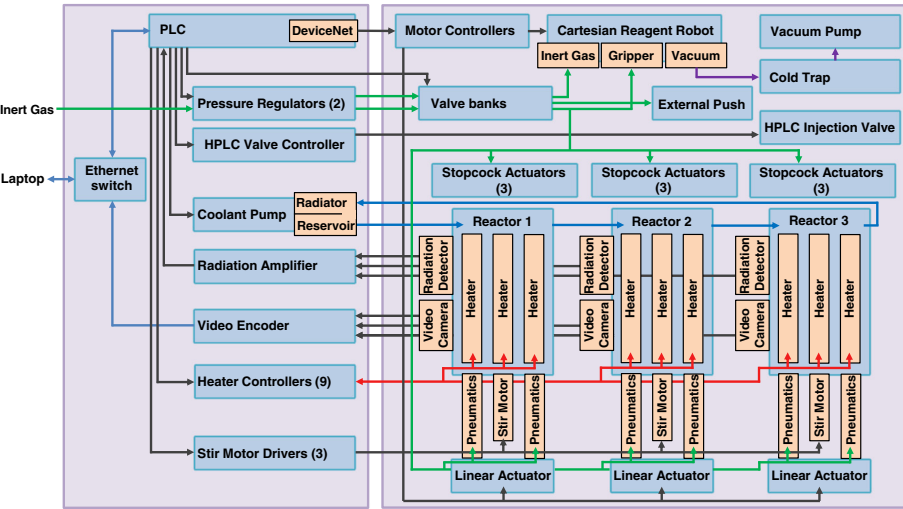 PLC
DeviceNet
Motor Controllers
Cartesian Reagent Robot
Inert Gas
Gripper
Vacuum
Vacuum Pump
Cold Trap
Inert Gas
Pressure Regulators (2)
Valve banks
External Push
HPLC Valve Controller
HPLC Injection Valve
Laptop
Ethernet
switch
Stopcock Actuators
(3)
Stopcock Actuators
(3)
Stopcock Actuators
(3)
Coolant Pump
Radiator
Reservoir
Reactor 1
Reactor 2
Reactor 3
Radiation Amplifier
Radiation
Detector
Heater
Heater
Heater
Radiation
Detector
Heater
Heater
Heater
Radiation
Detector
Heater
Heater
Heater
Video Encoder
Video
Camera
Video
Camera
Video
Camera
Heater Controllers (9)
Pneumatics
Stir Motor
Pneumatics
Pneumatics
Stir Motor
Pneumatics
Pneumatics
Stir Motor
Pneumatics
Stir Motor Drivers (3)
Linear Actuator
Linear Actuator
Linear Actuator